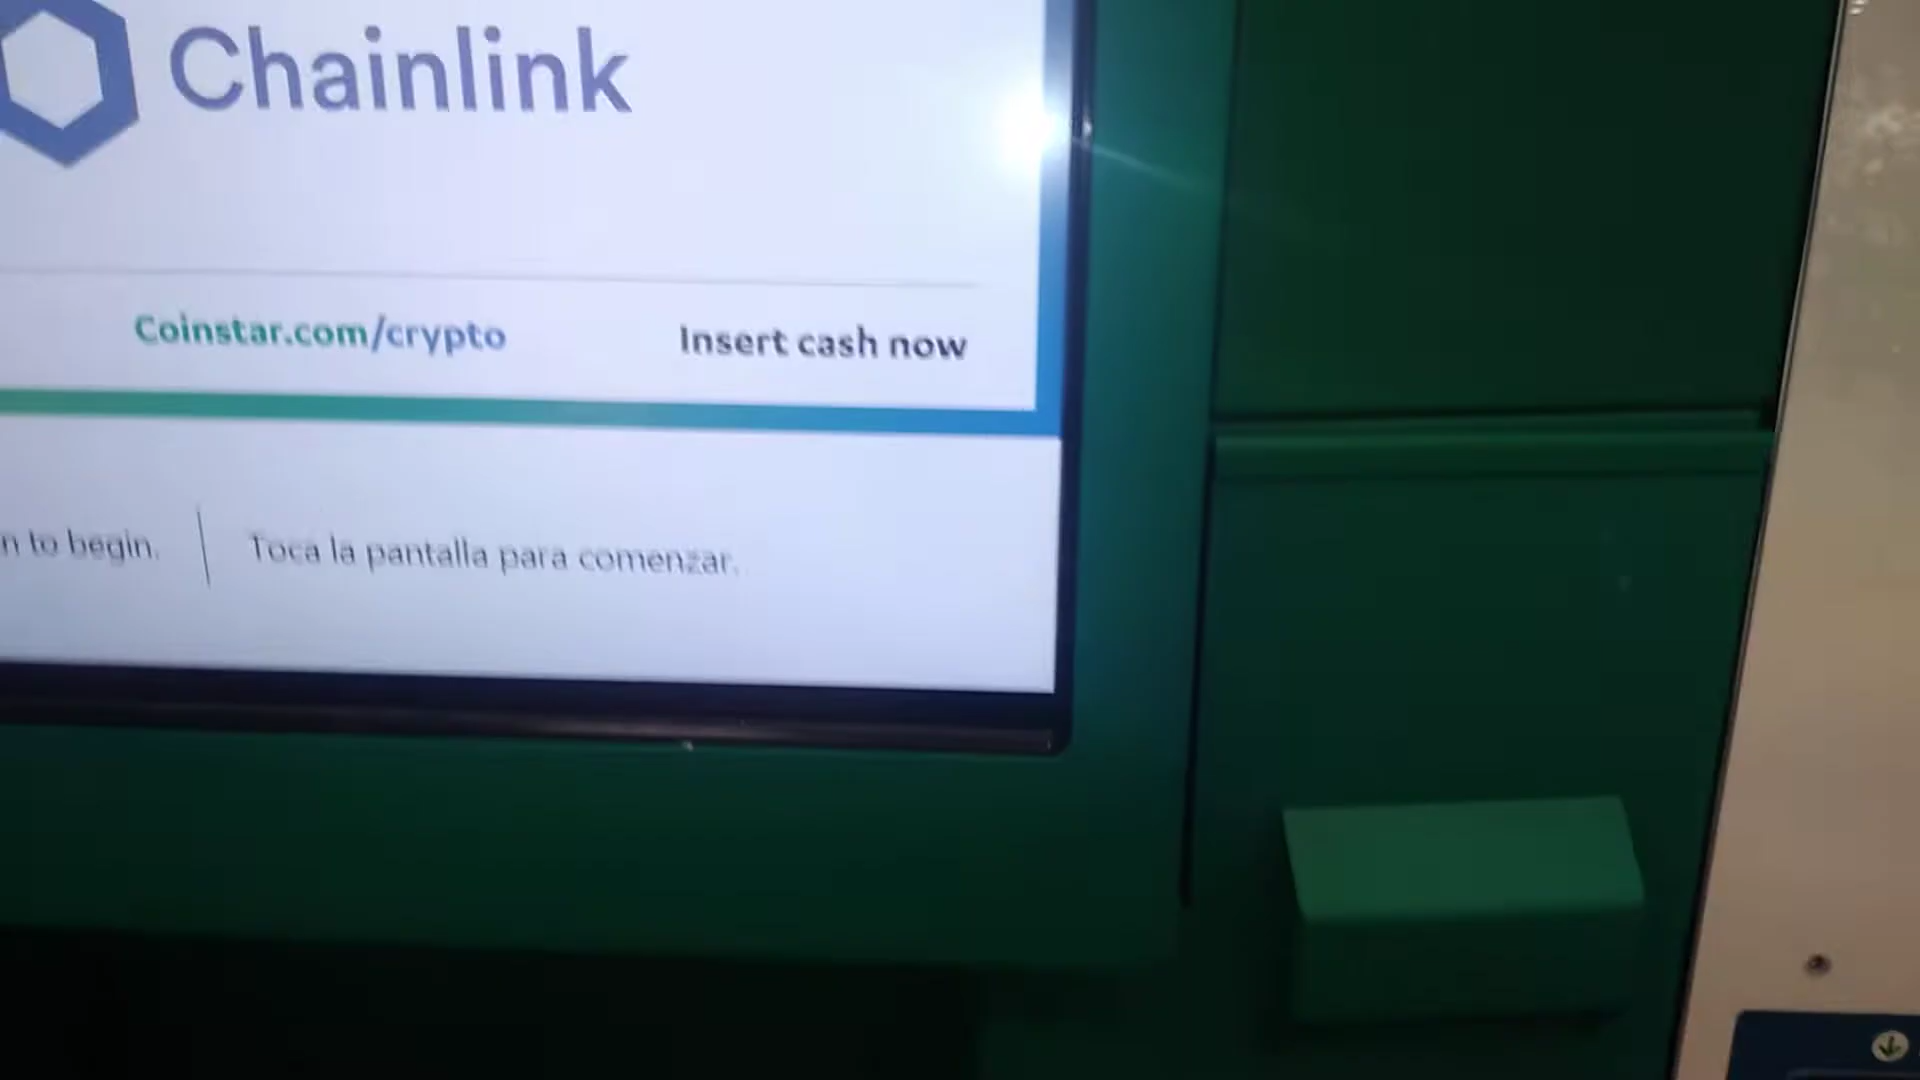 Chainlink
Coinstar.com/crypto Insert cash now
n to begin. Toca la pantalla para comenzar.